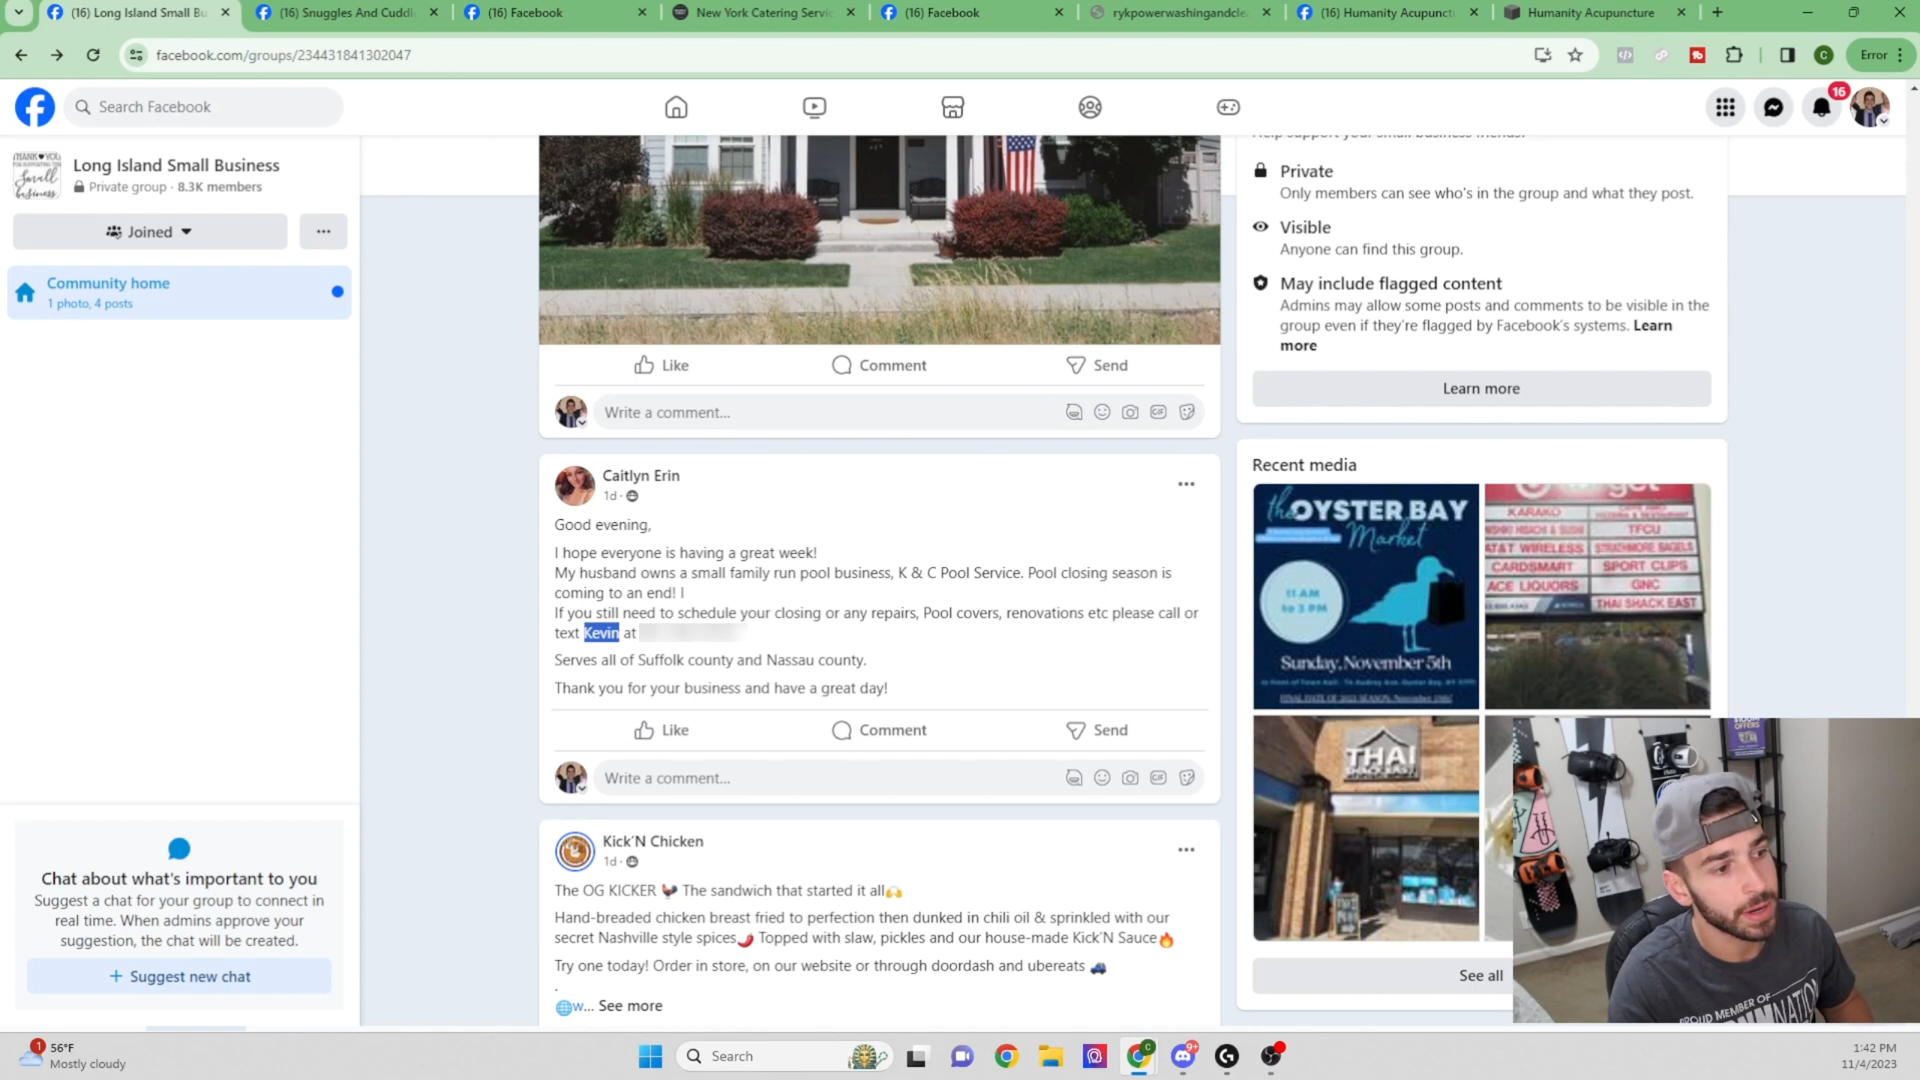 (16) Long Island Small Bu
(16) Snuggles And Cuddl
(16) Facebook
New York Catering Servic
(16) Facebook
rykpowerwashingandcle
(16) Humanity Acupunct
Humanity Acupuncture
facebook.com/groups/234431841302047
Error
Search Facebook
16
Long Island Small Business
Private group · 8.3K members
Joined
Community home
1 photo, 4 posts
Chat about what's important to you
Suggest a chat for your group to connect in
real time. When admins approve your
suggestion, the chat will be created.
+ Suggest new chat
Like
Comment
Send
Write a comment...
Caitlyn Erin
1d ·
Good evening,
I hope everyone is having a great week!
My husband owns a small family run pool business, K & C Pool Service. Pool closing season is
coming to an end! I
If you still need to schedule your closing or any repairs, Pool covers, renovations etc please call or
text Kevin at
Serves all of Suffolk county and Nassau county.
Thank you for your business and have a great day!
Like
Comment
Send
Write a comment...
Kick'N Chicken
1d ·
The OG KICKER 🐓 The sandwich that started it all🙌
Hand-breaded chicken breast fried to perfection then dunked in chili oil & sprinkled with our
secret Nashville style spices🌶️ Topped with slaw, pickles and our house-made Kick'N Sauce🔥
Try one today! Order in store, on our website or through doordash and ubereats 🚙
.
🌐w... See more
Private
Only members can see who's in the group and what they post.
Visible
Anyone can find this group.
May include flagged content
Admins may allow some posts and comments to be visible in the
group even if they're flagged by Facebook's systems. Learn
more
Learn more
Recent media
the OYSTER BAY
Market
11 AM
to 3 PM
Sunday, November 5th
KARAKO
TFCU
AT&T WIRELESS
STRATHMORE BAGELS
CARDSMART
SPORT CLIPS
ACE LIQUORS
GNC
THAI SHACK EAST
THAI
See all
PROUD MEMBER OF
1
56°F
Mostly cloudy
Search
9+
1:42 PM
11/4/2023